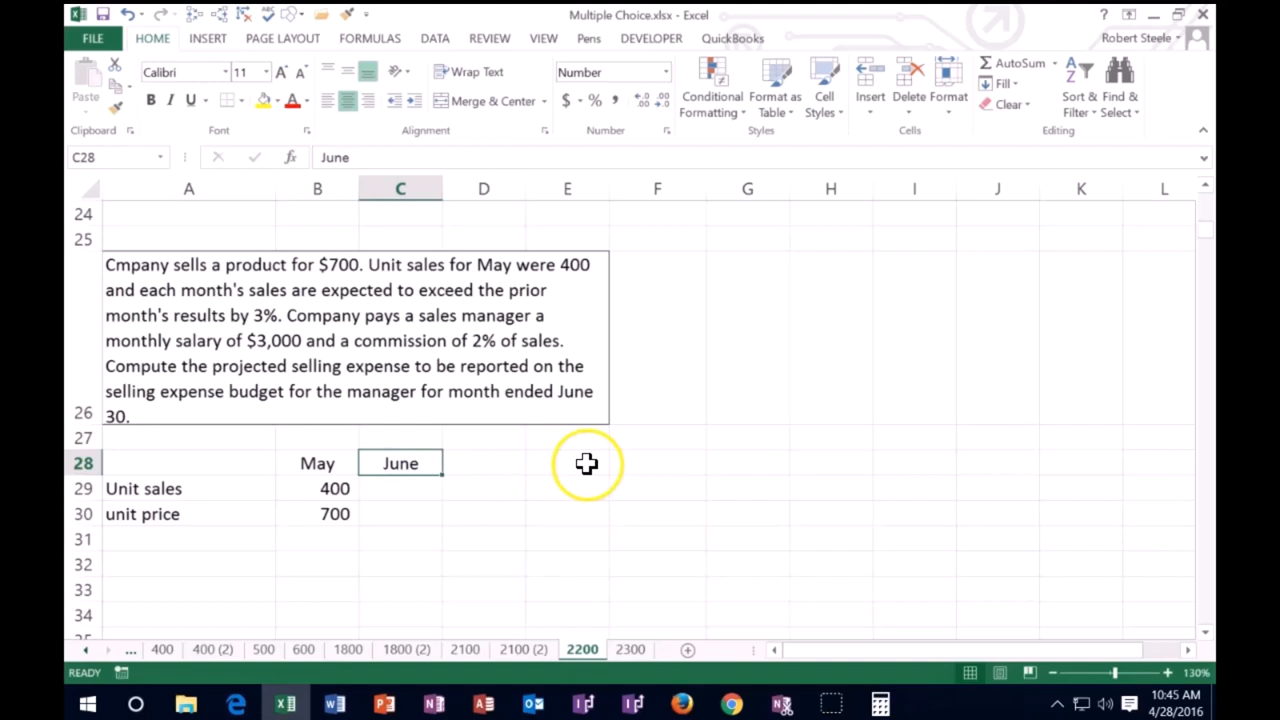 Multiple Choice.xlsx - Excel
FILE HOME INSERT PAGE LAYOUT FORMULAS DATA REVIEW VIEW Pens DEVELOPER QuickBooks Robert Steele
Paste Calibri 11 Wrap Text Number AutoSum
B I U Merge & Center $ % Conditional Formatting Format as Table Cell Styles Insert Delete Format Fill Clear Sort & Filter Find & Select
Clipboard Font Alignment Number Styles Cells Editing
C28 fx June
A B C D E F G H I J K L
24
25
Cmpany sells a product for $700. Unit sales for May were 400
and each month's sales are expected to exceed the prior
month's results by 3%. Company pays a sales manager a
monthly salary of $3,000 and a commission of 2% of sales.
Compute the projected selling expense to be reported on the
selling expense budget for the manager for month ended June
26 30.
27
28 May June
29 Unit sales 400
30 unit price 700
31
32
33
34
... 400 400 (2) 500 600 1800 1800 (2) 2100 2100 (2) 2200 2300
READY 130%
10:45 AM
4/28/2016